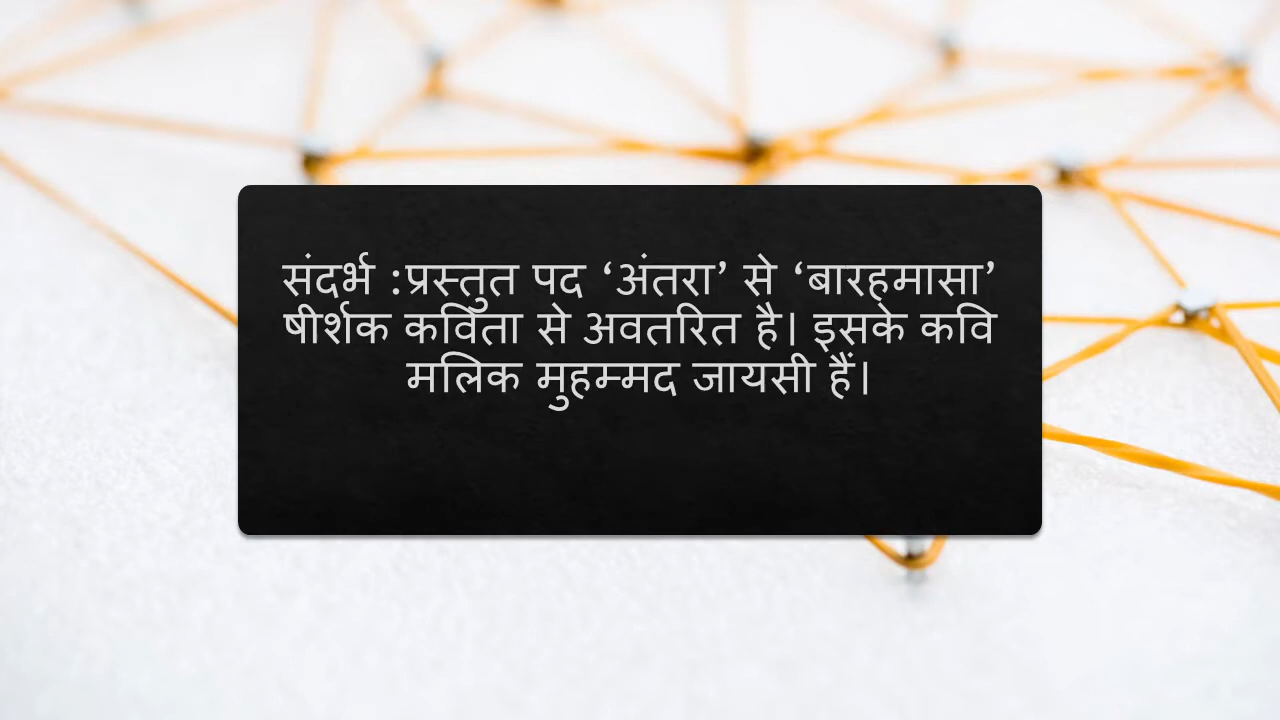 संदर्भ :प्रस्तुत पद ‘अंतरा’ से ‘बारहमासा’
षीर्शक कविता से अवतरित है। इसके कवि
मलिक मुहम्मद जायसी हैं।